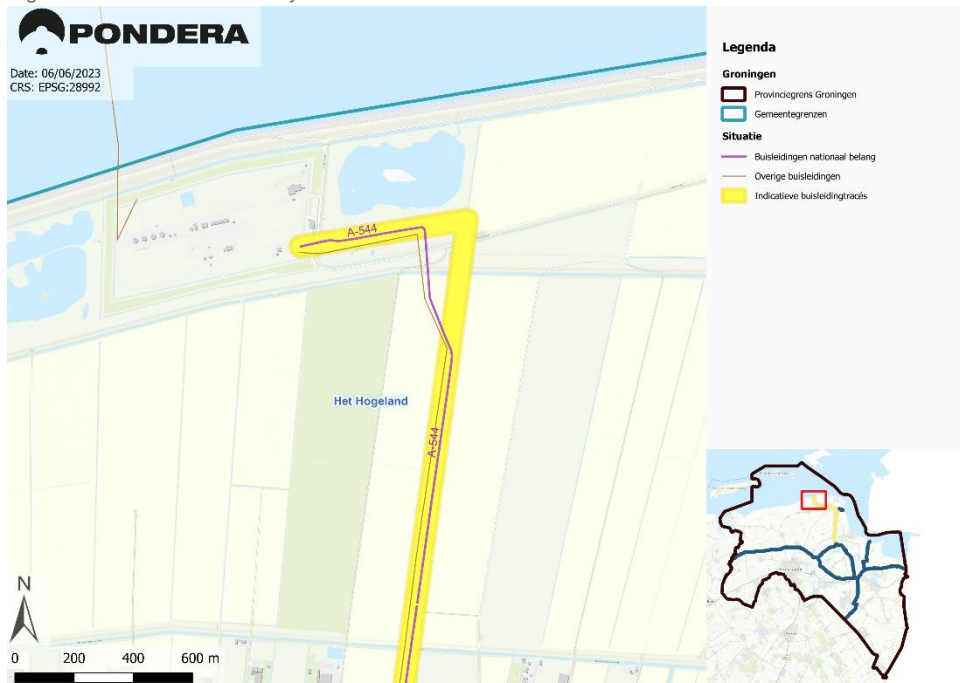 PONDERA
Date: 06/06/2023
CRS: EPSG:28992
A-544
Het Hogeland
A-544
N
0 200 400 600 m
Legenda
Groningen
Provinciegrens Groningen
Gemeentegrenzen
Situatie
Buisleidingen nationaal belang
Overige buisleidingen
Indicatieve buisleidingtracés